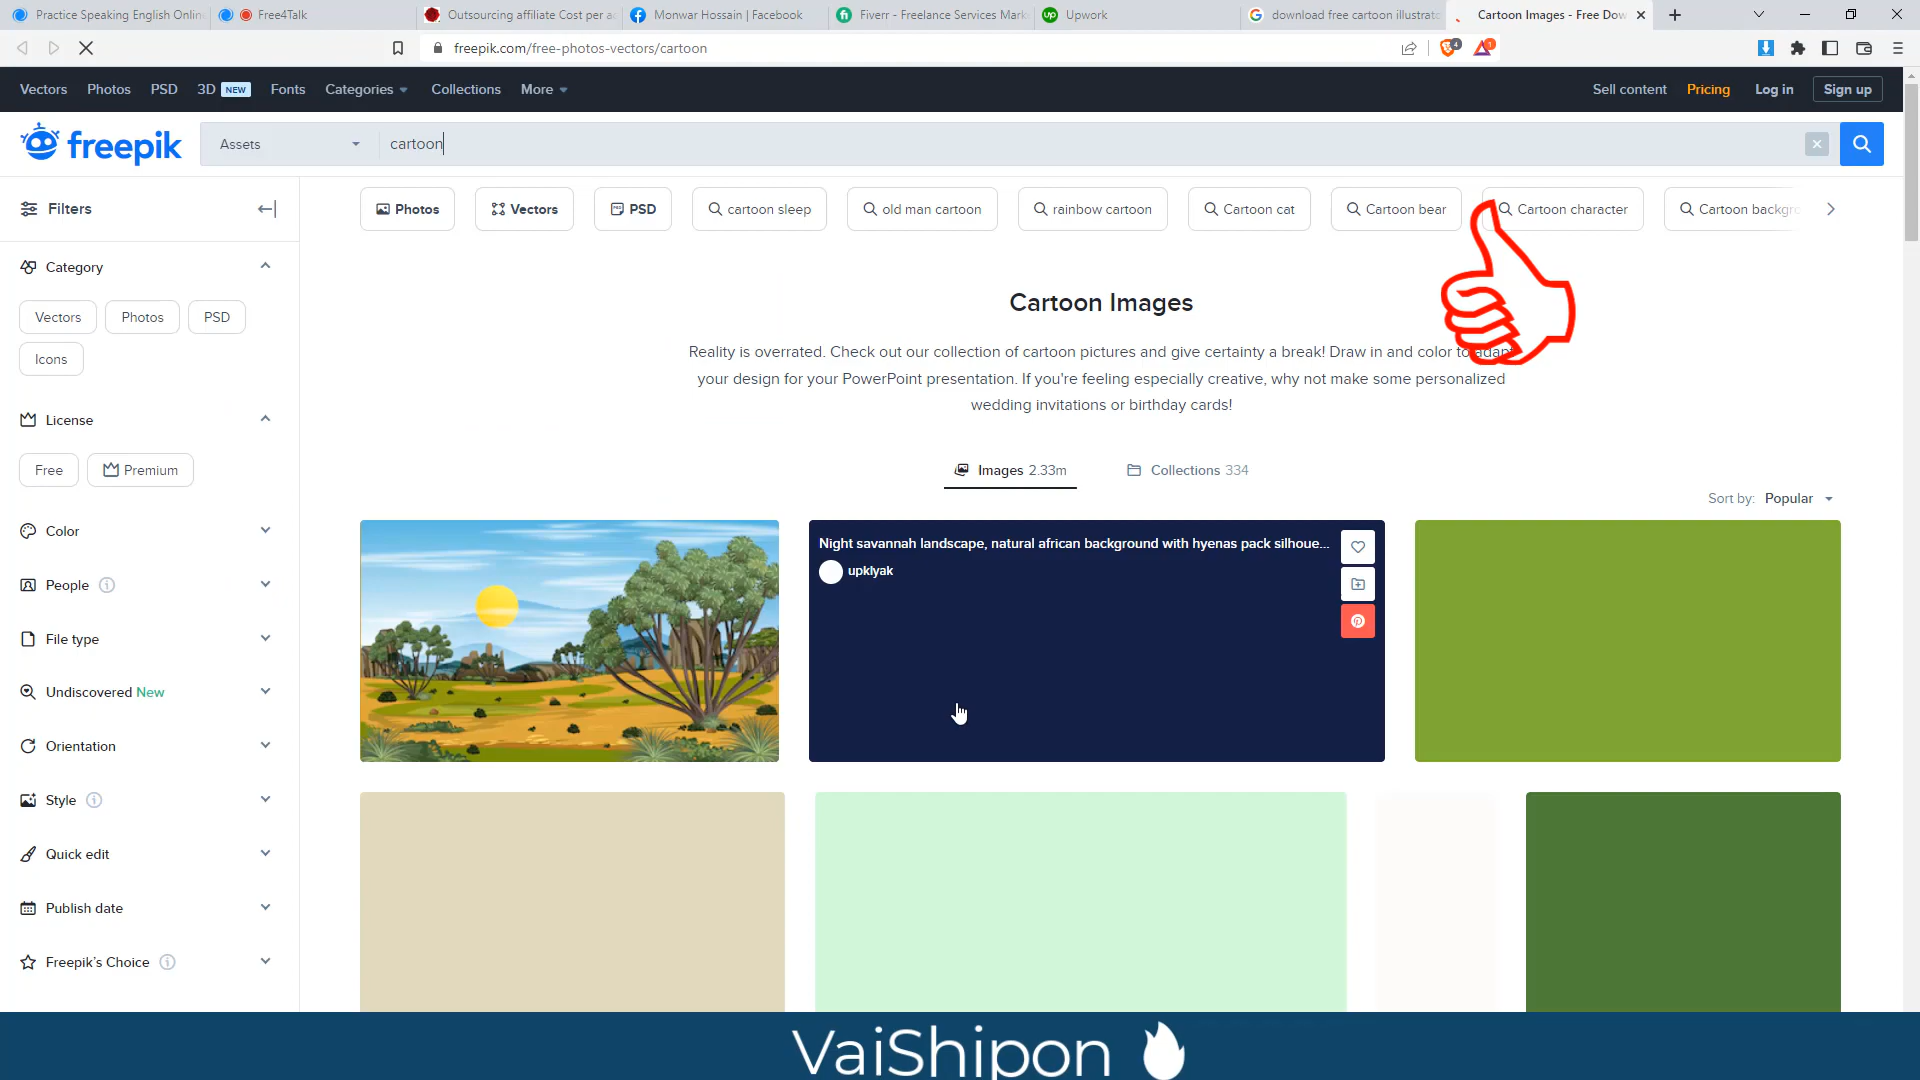 Practice Speaking English Onlin
Free4Talk
Outsourcing affiliate Cost per a
Monwar Hossain | Facebook
Fiverr - Freelance Services Mark
Upwork
download free cartoon illustrato
Cartoon Images - Free Dow
freepik.com/free-photos-vectors/cartoon
4
1
Vectors
Photos
PSD
3D NEW
Fonts
Categories
Collections
More
Sell content
Pricing
Log in
Sign up
freepik
Assets
cartoon
Filters
Photos
Vectors
PSD
cartoon sleep
old man cartoon
rainbow cartoon
Cartoon cat
Cartoon bear
Cartoon character
Cartoon backgro
Category
Vectors
Photos
PSD
Icons
License
Free
Premium
Color
People
File type
Undiscovered New
Orientation
Style
Quick edit
Publish date
Freepik's Choice
Cartoon Images
Reality is overrated. Check out our collection of cartoon pictures and give certainty a break! Draw in and color to adapt
your design for your PowerPoint presentation. If you're feeling especially creative, why not make some personalized
wedding invitations or birthday cards!
Images 2.33m
Collections 334
Sort by: Popular
Night savannah landscape, natural african background with hyenas pack silhoue...
upklyak
VaiShipon